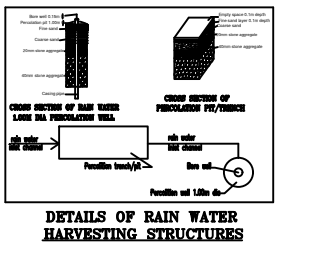 Bore well 0.15m
Percolation pit 1.00m
Fine sand
Coarse sand
20mm stone aggregate
40mm stone aggregate
Casing pipe
Empty space 0.1m depth
Fine sand layer 0.1m depth
Coarse sand
20mm stone aggregate
40mm stone aggregate
CROSS SECTION OF RAIN WATER
1.00M DIA PERCOLATION WELL
CROSS SECTION OF
PERCOLATION PIT/TRENCH
rain water
inlet channel
rain water
inlet channel
Percolition trench/pit
Bore well
Percolition well 1.00m dia
DETAILS OF RAIN WATER
HARVESTING STRUCTURES